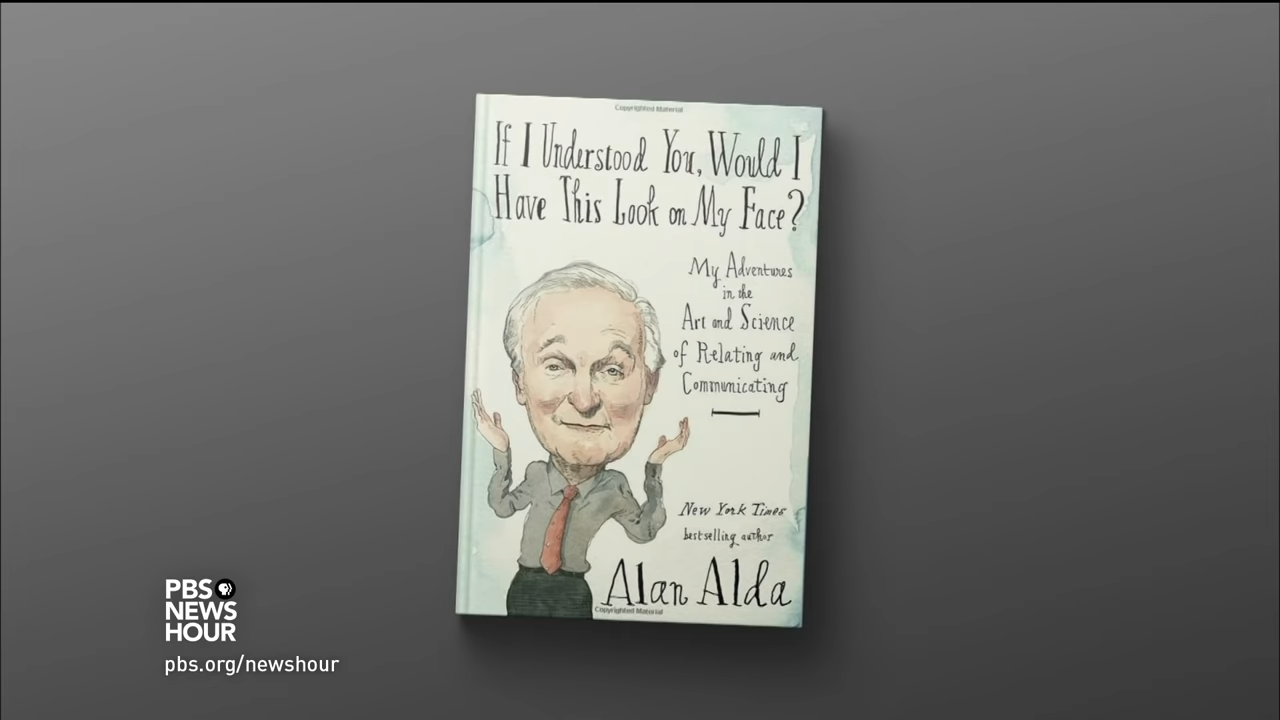 Copyrighted Material
If I Understood You, Would I
Have This Look on My Face?
My Adventures
in the
Art and Science
of Relating and
Communicating
New York Times
bestselling author
Alan Alda
Copyrighted Material
PBS
NEWS
HOUR
pbs.org/newshour